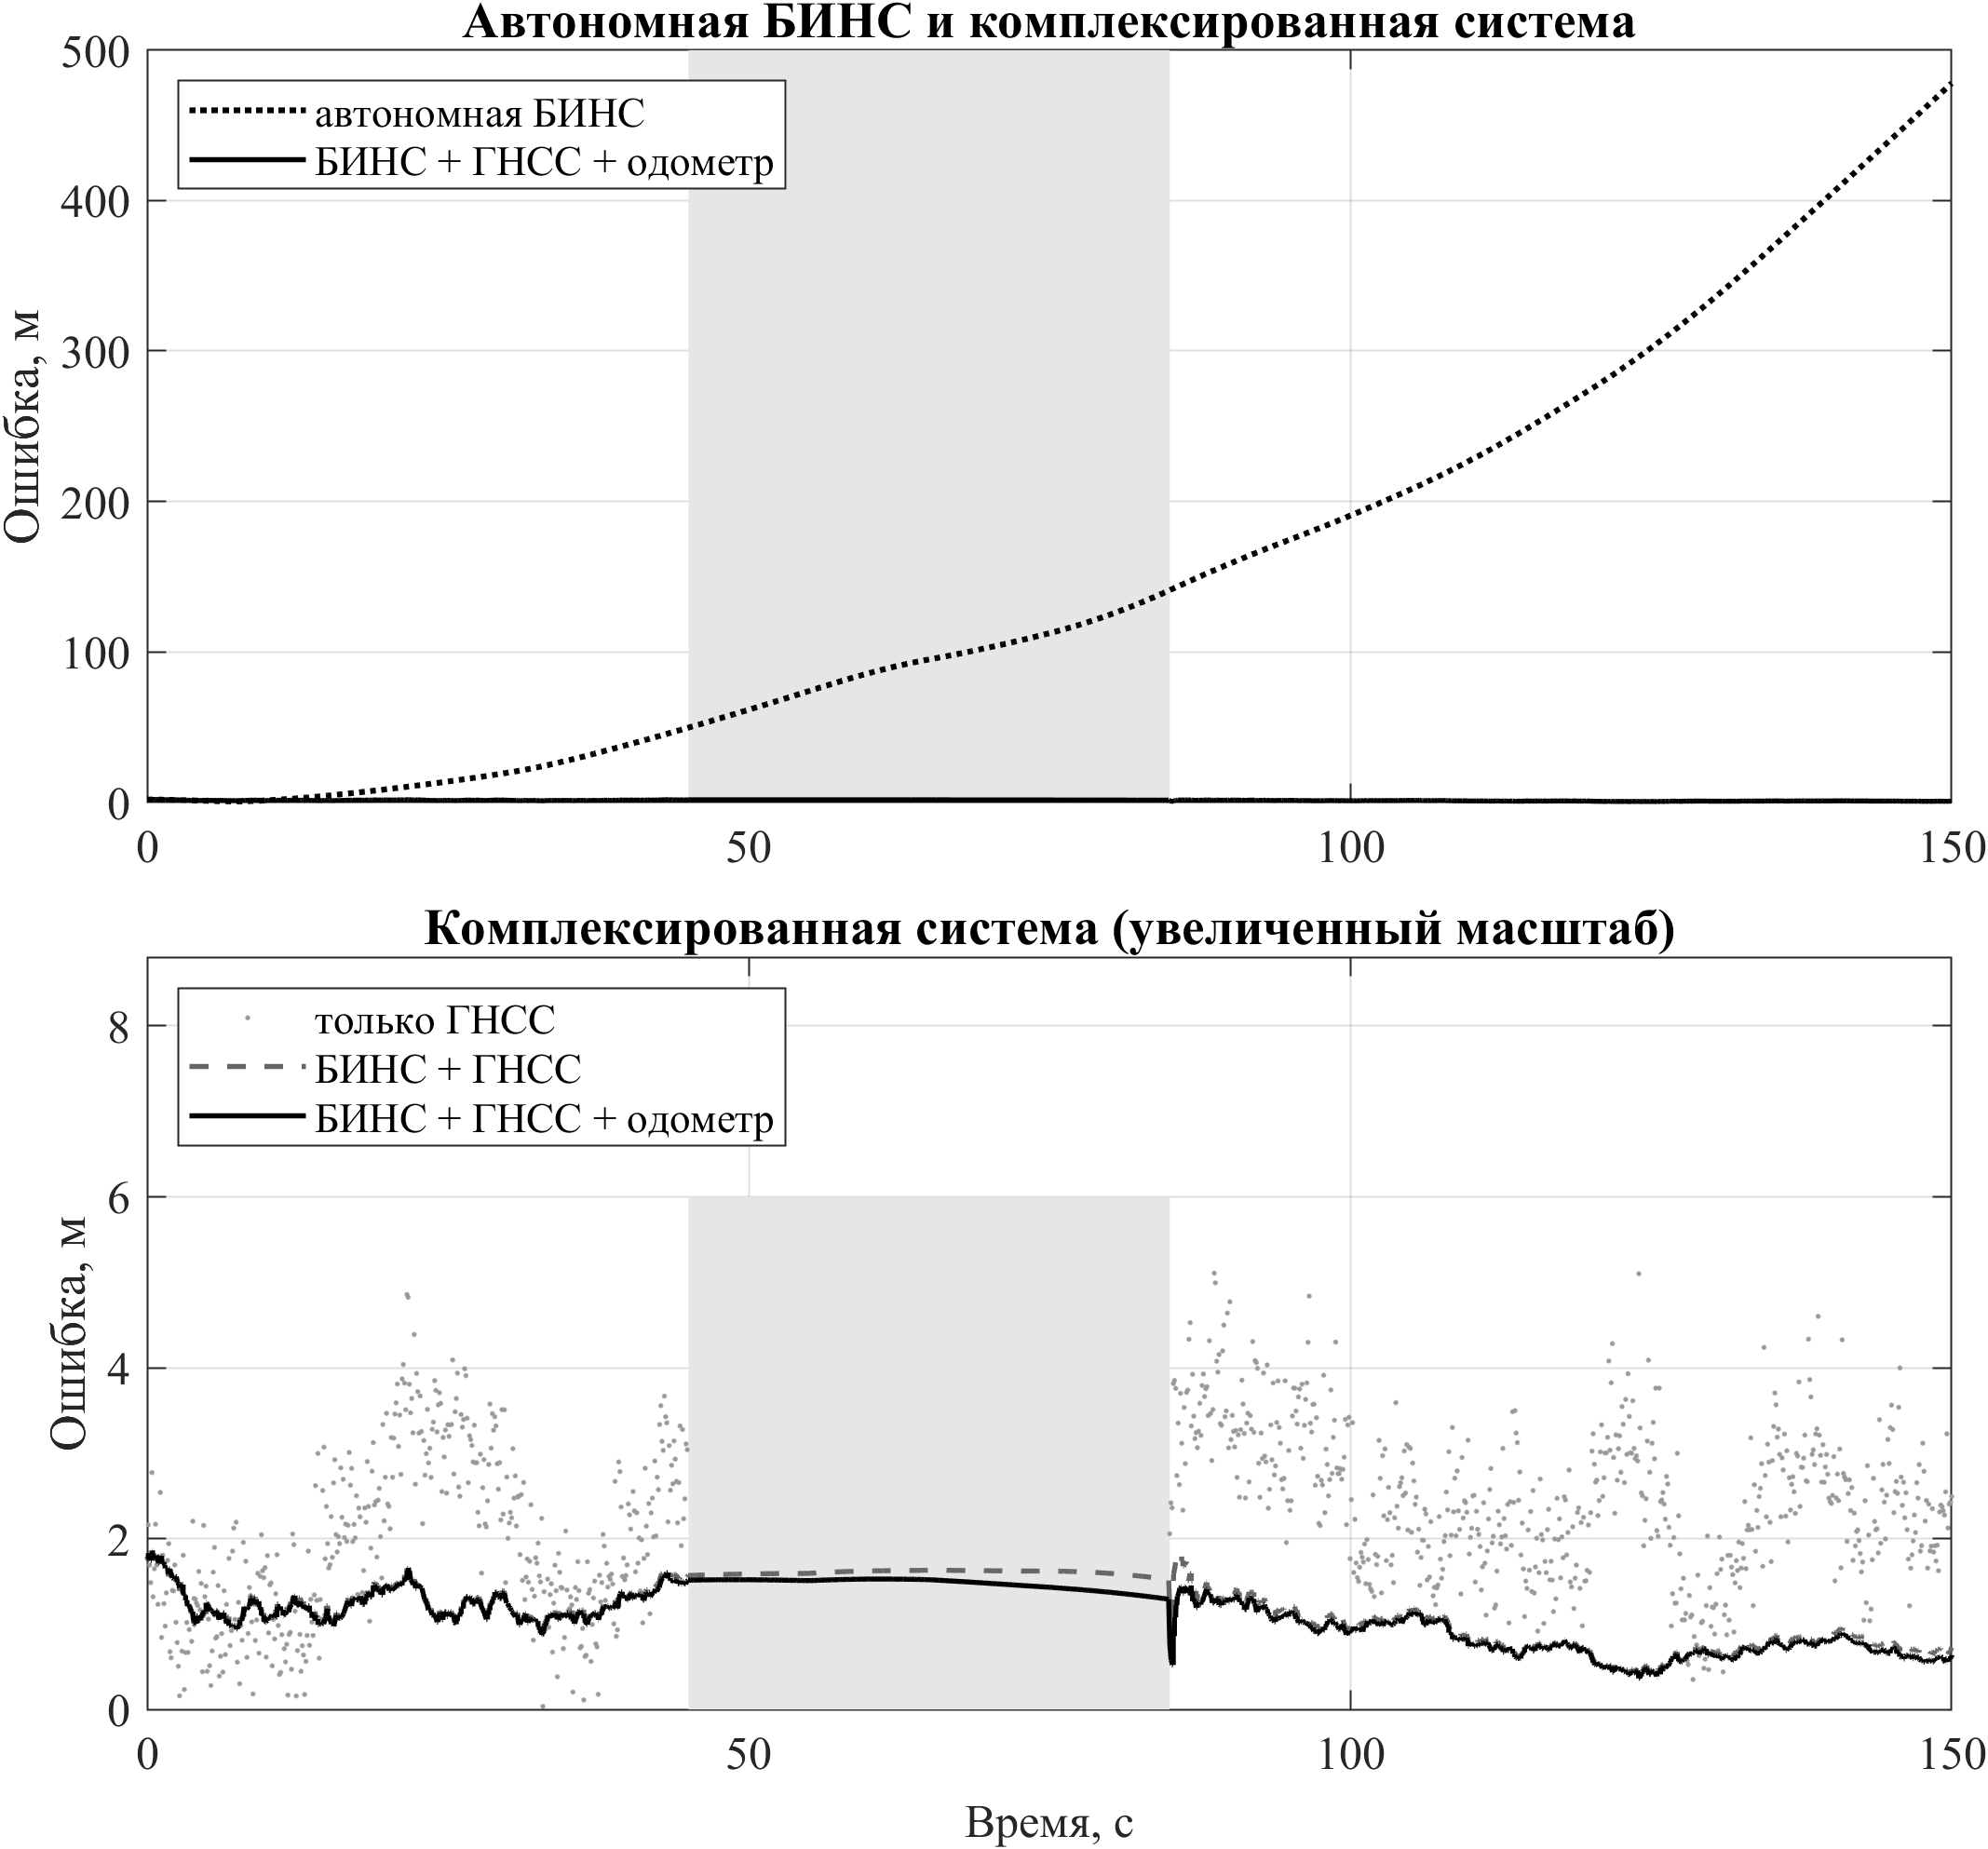 Автономная БИНС и комплексированная система
500
400
300
200
100
0
Ошибка, м
автономная БИНС
БИНС + ГНСС + одометр
0 50 100 150
Комплексированная система (увеличенный масштаб)
8
6
4
2
0
Ошибка, м
только ГНСС
БИНС + ГНСС
БИНС + ГНСС + одометр
0 50 100 150
Время, с